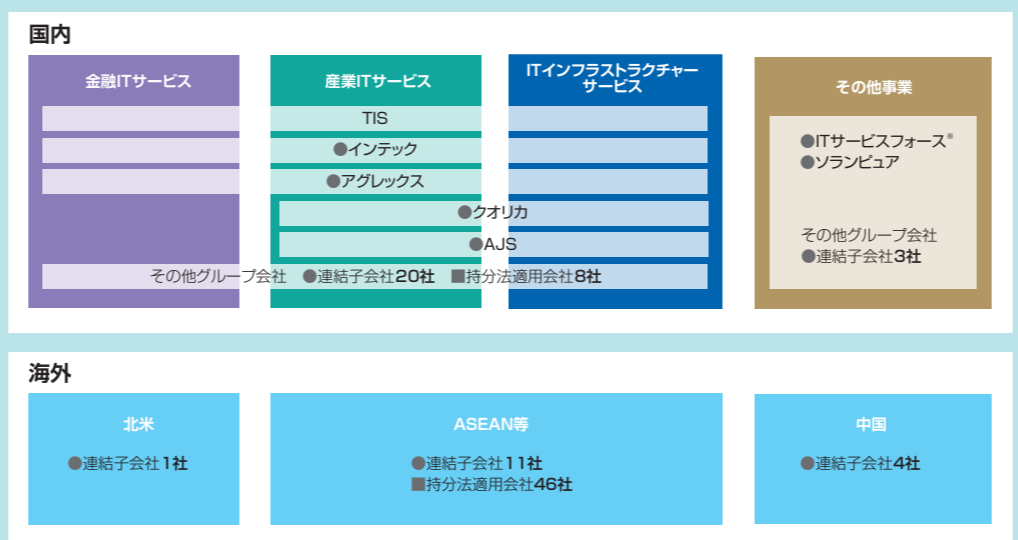 国内
金融ITサービス
産業ITサービス
ITインフラストラクチャー
サービス
その他事業
TIS
●インテック
●アグレックス
●クオリカ
●AJS
その他グループ会社 ●連結子会社20社 ■持分法適用会社8社
●ITサービスフォース※
●ソランピュア
その他グループ会社
●連結子会社3社
海外
北米
●連結子会社1社
ASEAN等
●連結子会社11社
■持分法適用会社46社
中国
●連結子会社4社